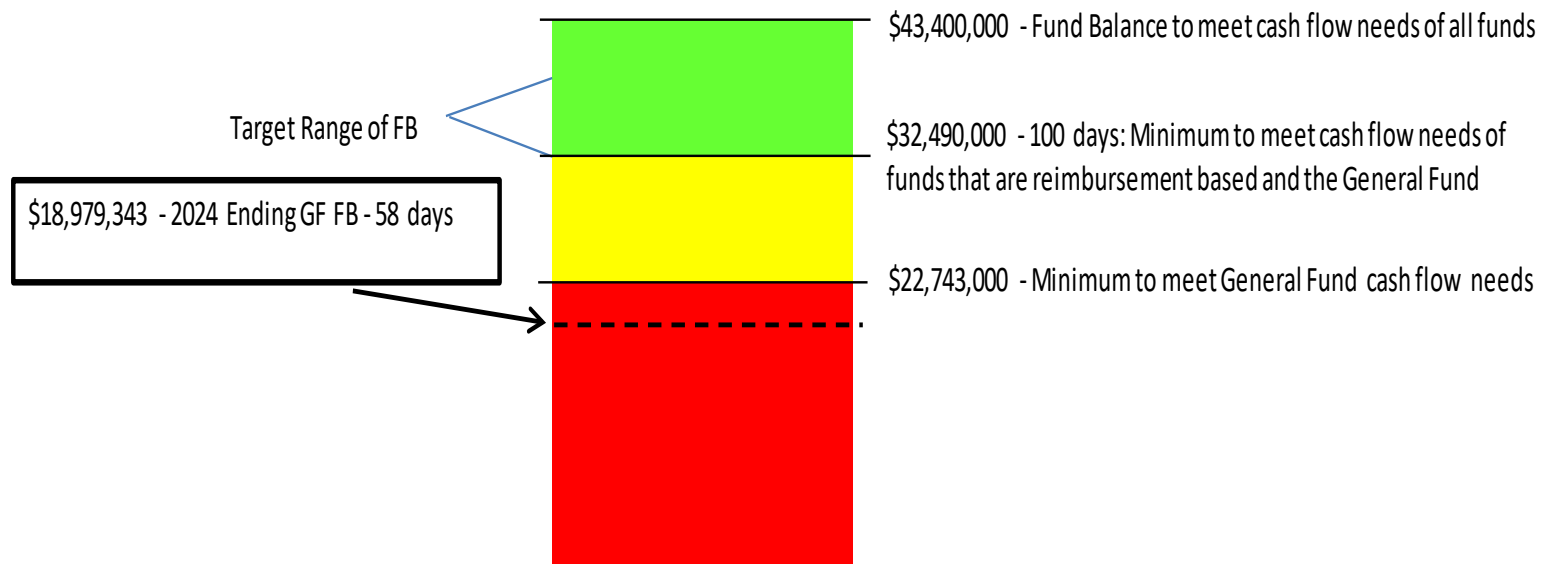 $43,400,000 - Fund Balance to meet cash flow needs of all funds
Target Range of FB
$32,490,000 - 100 days: Minimum to meet cash flow needs of
funds that are reimbursement based and the General Fund
$18,979,343 - 2024 Ending GF FB - 58 days
$22,743,000 - Minimum to meet General Fund cash flow needs